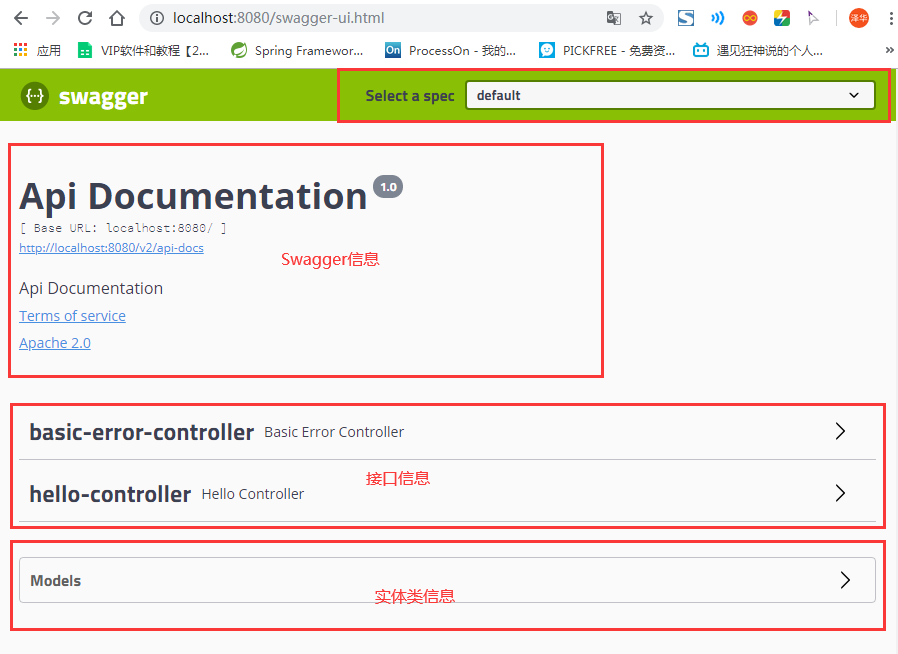 localhost:8080/swagger-ui.html
泽华
应用 VIP软件和教程【2... Spring Framewor... On ProcessOn - 我的... PICKFREE - 免费资... 遇见狂神说的个人... »
{...} swagger Select a spec default
Api Documentation 1.0
[ Base URL: localhost:8080/ ]
http://localhost:8080/v2/api-docs
Swagger信息
Api Documentation
Terms of service
Apache 2.0
basic-error-controller Basic Error Controller
接口信息
hello-controller Hello Controller
Models
实体类信息